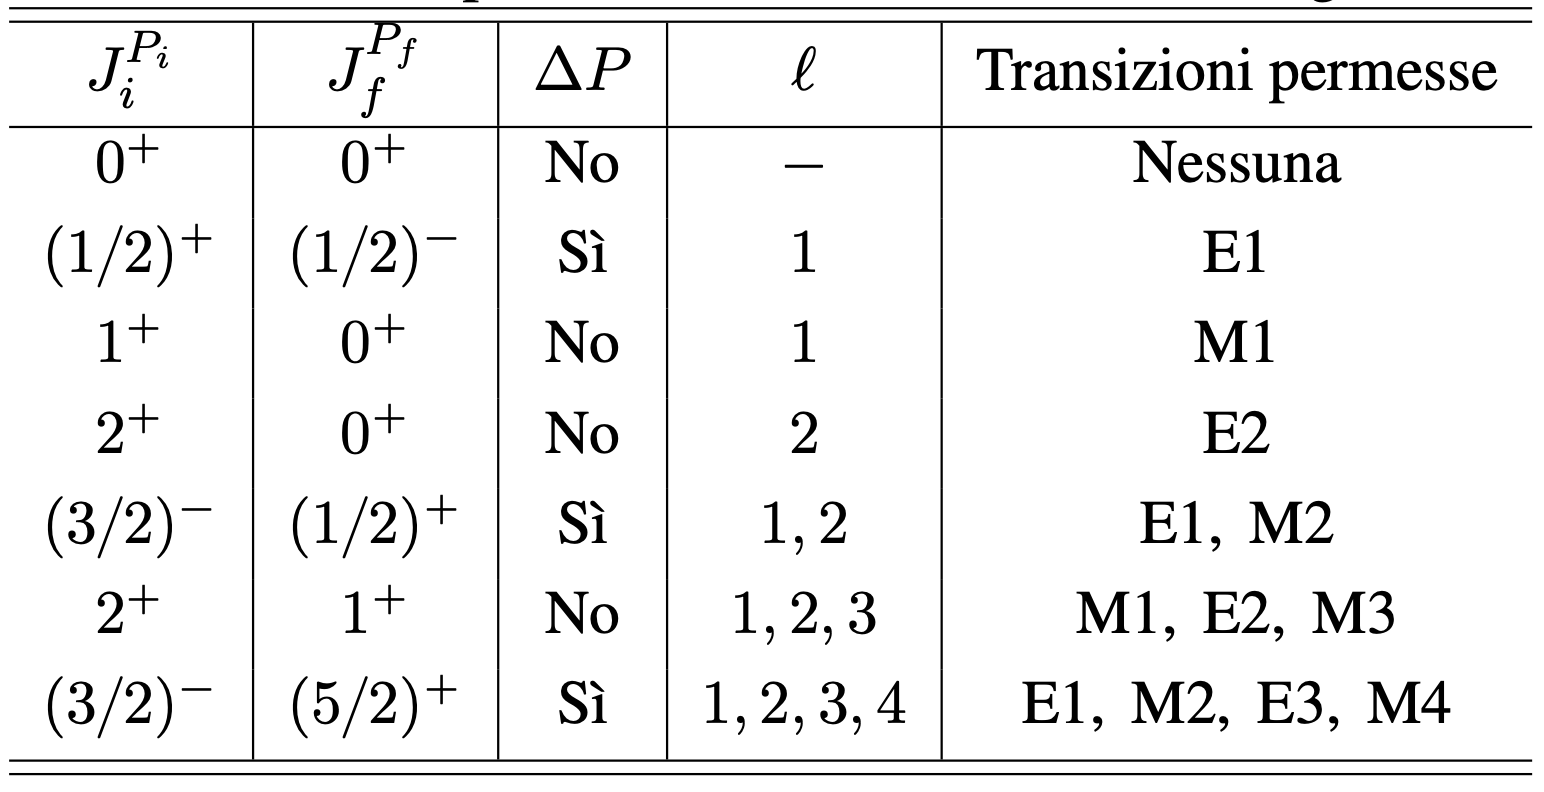 J_i^{P_i} J_f^{P_f} ΔP ℓ Transizioni permesse
0⁺ 0⁺ No − Nessuna
(1/2)⁺ (1/2)⁻ Sì 1 E1
1⁺ 0⁺ No 1 M1
2⁺ 0⁺ No 2 E2
(3/2)⁻ (1/2)⁺ Sì 1, 2 E1, M2
2⁺ 1⁺ No 1, 2, 3 M1, E2, M3
(3/2)⁻ (5/2)⁺ Sì 1, 2, 3, 4 E1, M2, E3, M4